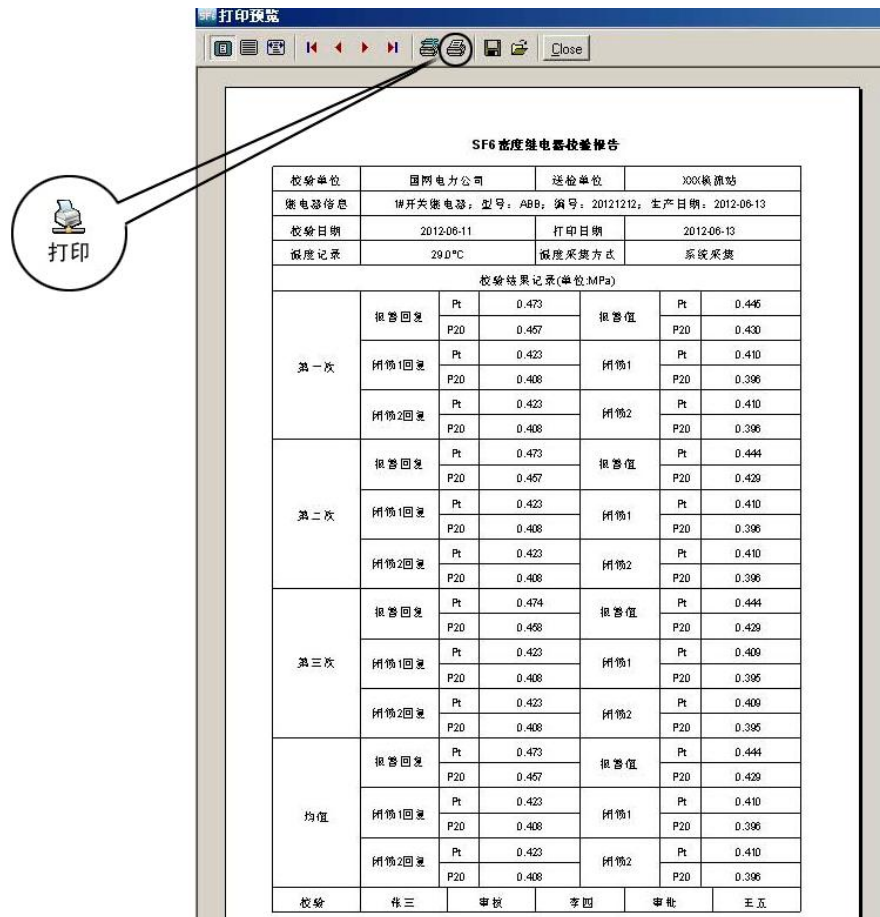 SF6 打印预览
Close
打印
SF6密度继电器校验报告
校验单位 国网电力公司 送检单位 XXX
继电器信息 1#开关继电器；型号：ABB；编号：20121212；生产日期：2012-06-13
校验日期 2012-06-11 打印日期 2012-06-13
温度记录 29.0°C 温度采集方式 系统采集
校验结果记录(单位:MPa)
第一次 报警回复 Pt 0.473 报警值 Pt 0.445
P20 0.457 P20 0.430
闭锁1回复 Pt 0.423 闭锁1 Pt 0.410
P20 0.408 P20 0.396
闭锁2回复 Pt 0.423 闭锁2 Pt 0.410
P20 0.408 P20 0.396
第二次 报警回复 Pt 0.473 报警值 Pt 0.444
P20 0.457 P20 0.429
闭锁1回复 Pt 0.423 闭锁1 Pt 0.410
P20 0.408 P20 0.396
闭锁2回复 Pt 0.423 闭锁2 Pt 0.410
P20 0.408 P20 0.396
第三次 报警回复 Pt 0.474 报警值 Pt 0.444
P20 0.458 P20 0.429
闭锁1回复 Pt 0.423 闭锁1 Pt 0.409
P20 0.408 P20 0.395
闭锁2回复 Pt 0.423 闭锁2 Pt 0.409
P20 0.408 P20 0.395
均值 报警回复 Pt 0.473 报警值 Pt 0.444
P20 0.457 P20 0.429
闭锁1回复 Pt 0.423 闭锁1 Pt 0.410
P20 0.408 P20 0.396
闭锁2回复 Pt 0.423 闭锁2 Pt 0.410
P20 0.408 P20 0.396
校验 张三 审核 李四 审批 王五